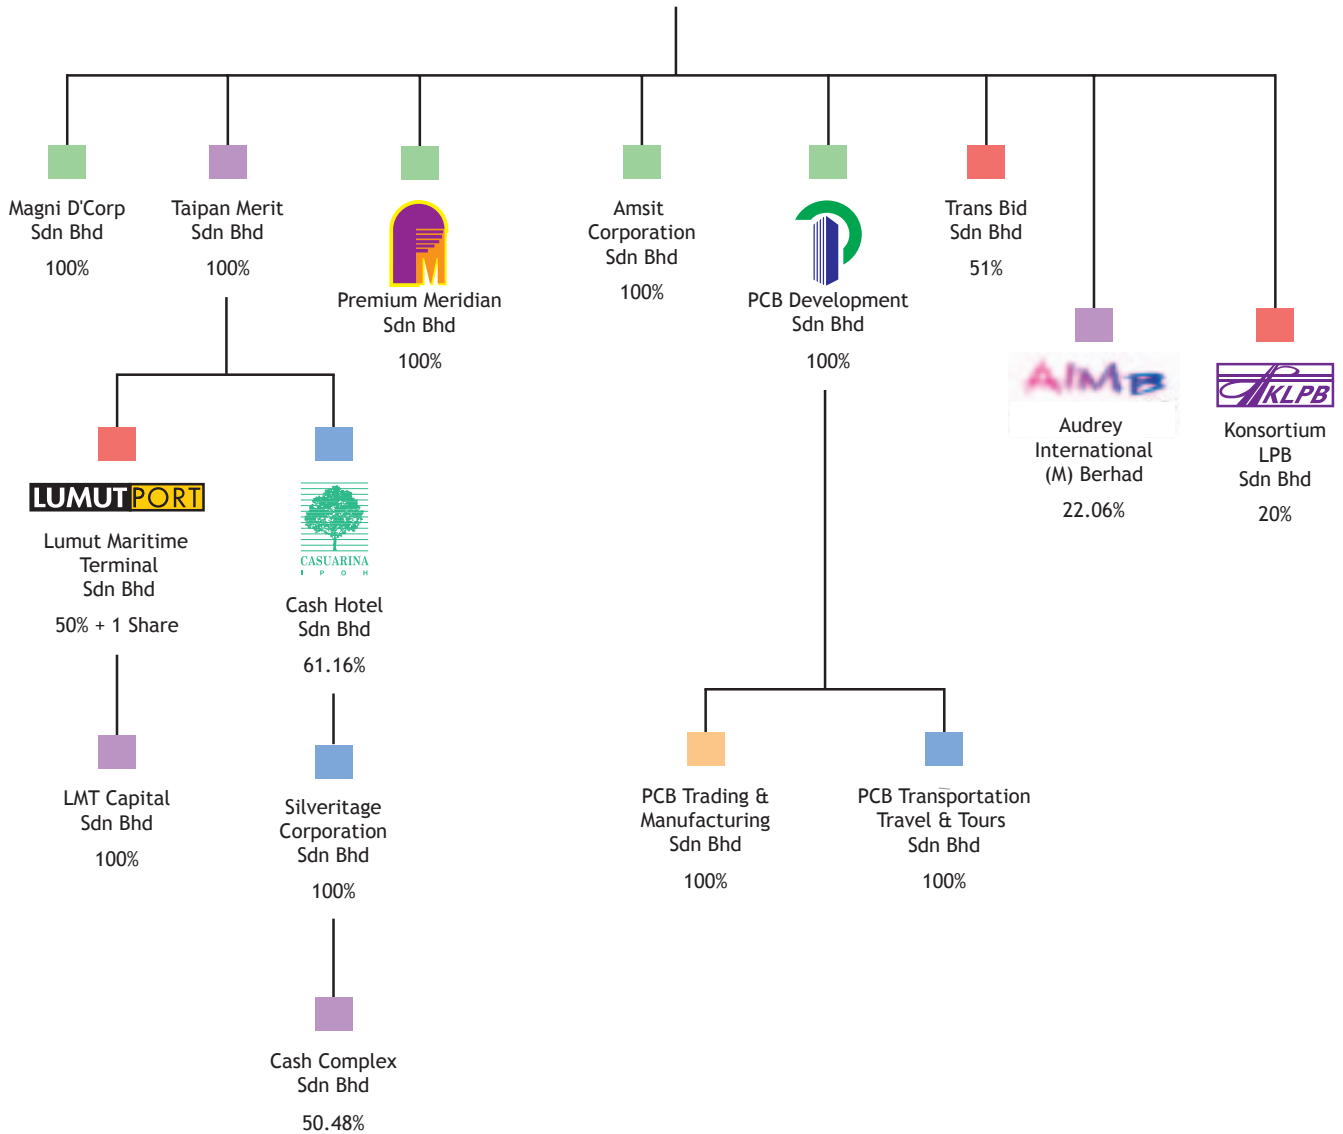 Magni D'Corp
Sdn Bhd
100%
Taipan Merit
Sdn Bhd
100%
Premium Meridian
Sdn Bhd
100%
Amsit
Corporation
Sdn Bhd
100%
PCB Development
Sdn Bhd
100%
Trans Bid
Sdn Bhd
51%
AIMB
Audrey
International
(M) Berhad
22.06%
KLPB
Konsortium
LPB
Sdn Bhd
20%
LUMUTPORT
Lumut Maritime
Terminal
Sdn Bhd
50% + 1 Share
CASUARINA
IPOH
Cash Hotel
Sdn Bhd
61.16%
LMT Capital
Sdn Bhd
100%
Silveritage
Corporation
Sdn Bhd
100%
PCB Trading &
Manufacturing
Sdn Bhd
100%
PCB Transportation
Travel & Tours
Sdn Bhd
100%
Cash Complex
Sdn Bhd
50.48%